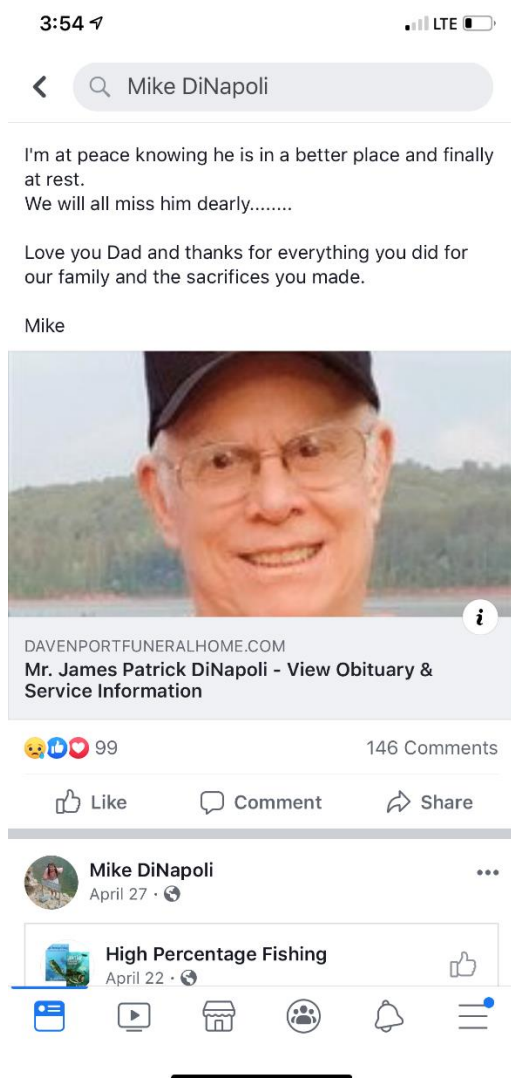 3:54
LTE
Mike DiNapoli
I'm at peace knowing he is in a better place and finally
at rest.
We will all miss him dearly........
Love you Dad and thanks for everything you did for
our family and the sacrifices you made.
Mike
i
DAVENPORTFUNERALHOME.COM
Mr. James Patrick DiNapoli - View Obituary &
Service Information
99
146 Comments
Like
Comment
Share
Mike DiNapoli
April 27 ·
High Percentage Fishing
April 22 ·